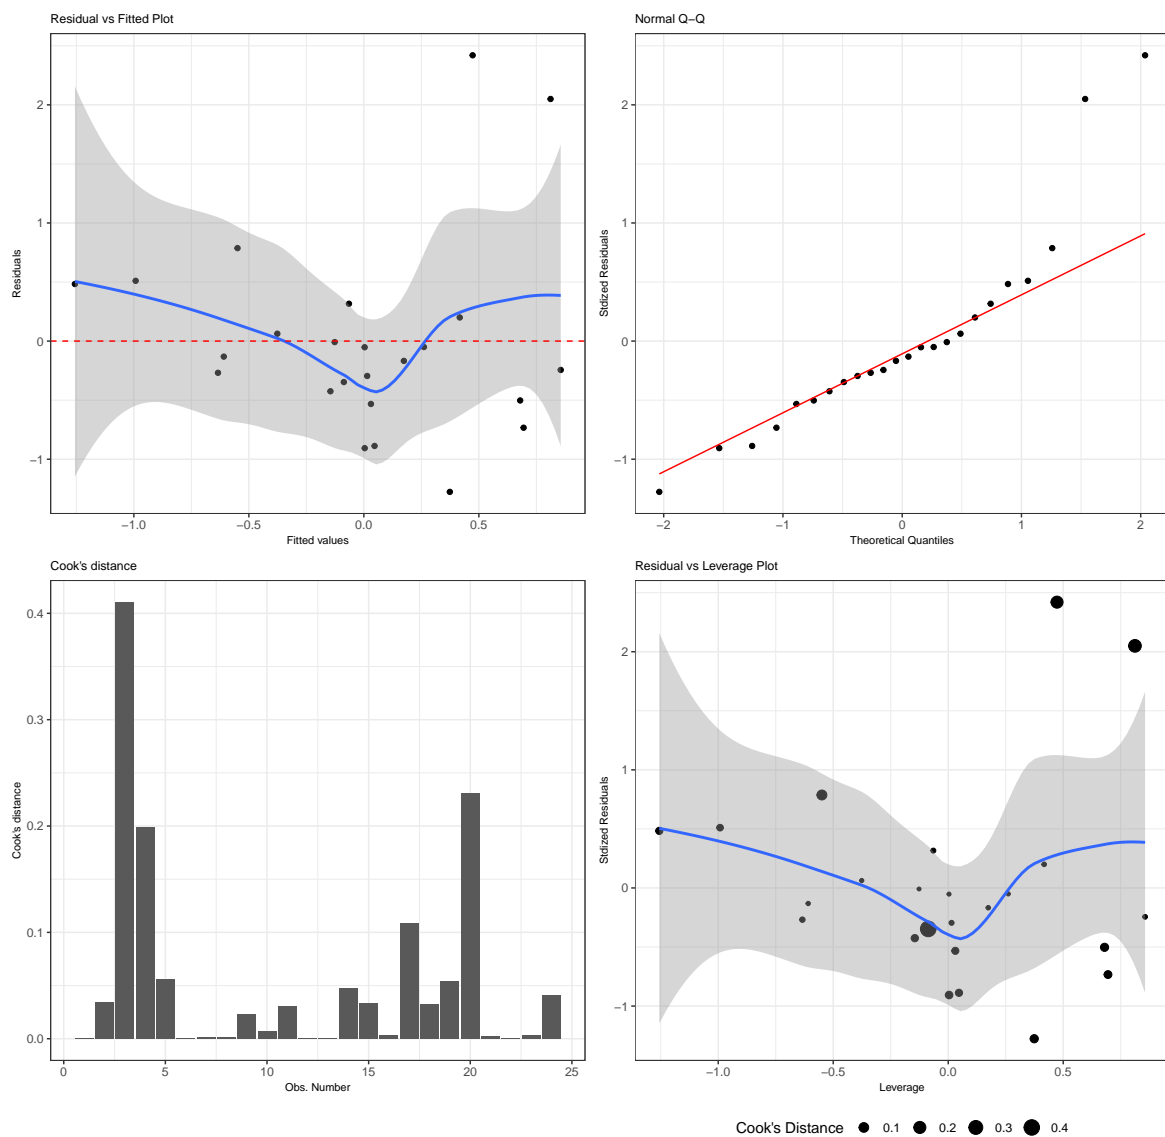 Residual vs Fitted Plot
Residuals
2
1
0
−1
−1.0
−0.5
0.0
0.5
Fitted values
Normal Q−Q
Stdized Residuals
2
1
0
−1
−2
−1
0
1
2
Theoretical Quantiles
Cook's distance
Cook's distance
0.4
0.3
0.2
0.1
0.0
0
5
10
15
20
25
Obs. Number
Residual vs Leverage Plot
Stdized Residuals
2
1
0
−1
−1.0
−0.5
0.0
0.5
Leverage
Cook's Distance 0.1 0.2 0.3 0.4